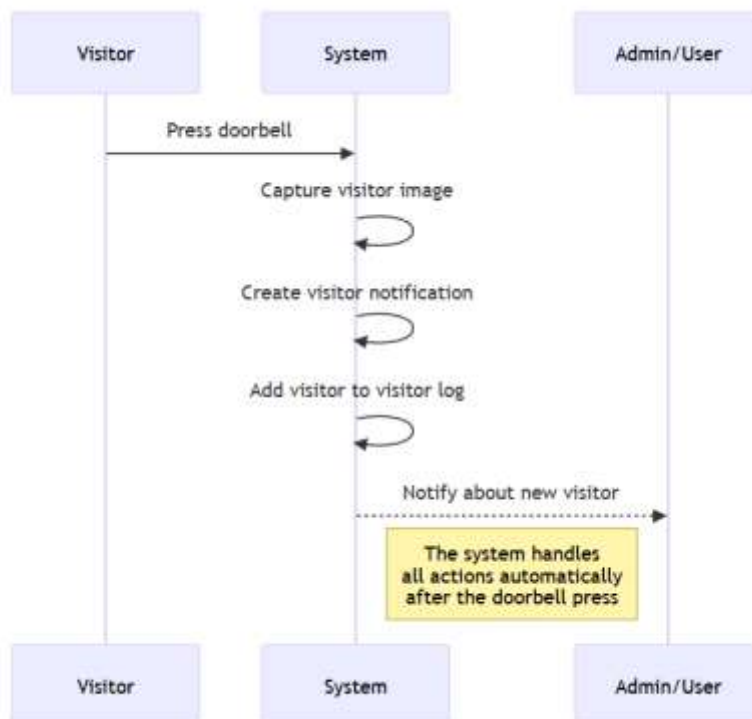 Visitor
System
Admin/User
Press doorbell
Capture visitor image
Create visitor notification
Add visitor to visitor log
Notify about new visitor
The system handles
all actions automatically
after the doorbell press
Visitor
System
Admin/User